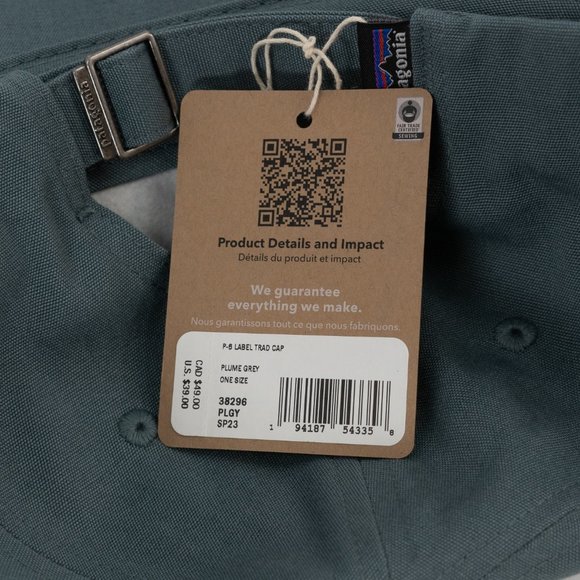 patagonia
patagonia
FAIR TRADE
CERTIFIED
SEWING
Product Details and Impact
Détails du produit et impact
We guarantee
everything we make.
Nous garantissons tout ce que nous fabriquons.
P-6 LABEL TRAD CAP
PLUME GREY
ONE SIZE
38296
PLGY
SP23
CAD $49.00
U.S. $39.00
1 94187 54335 8